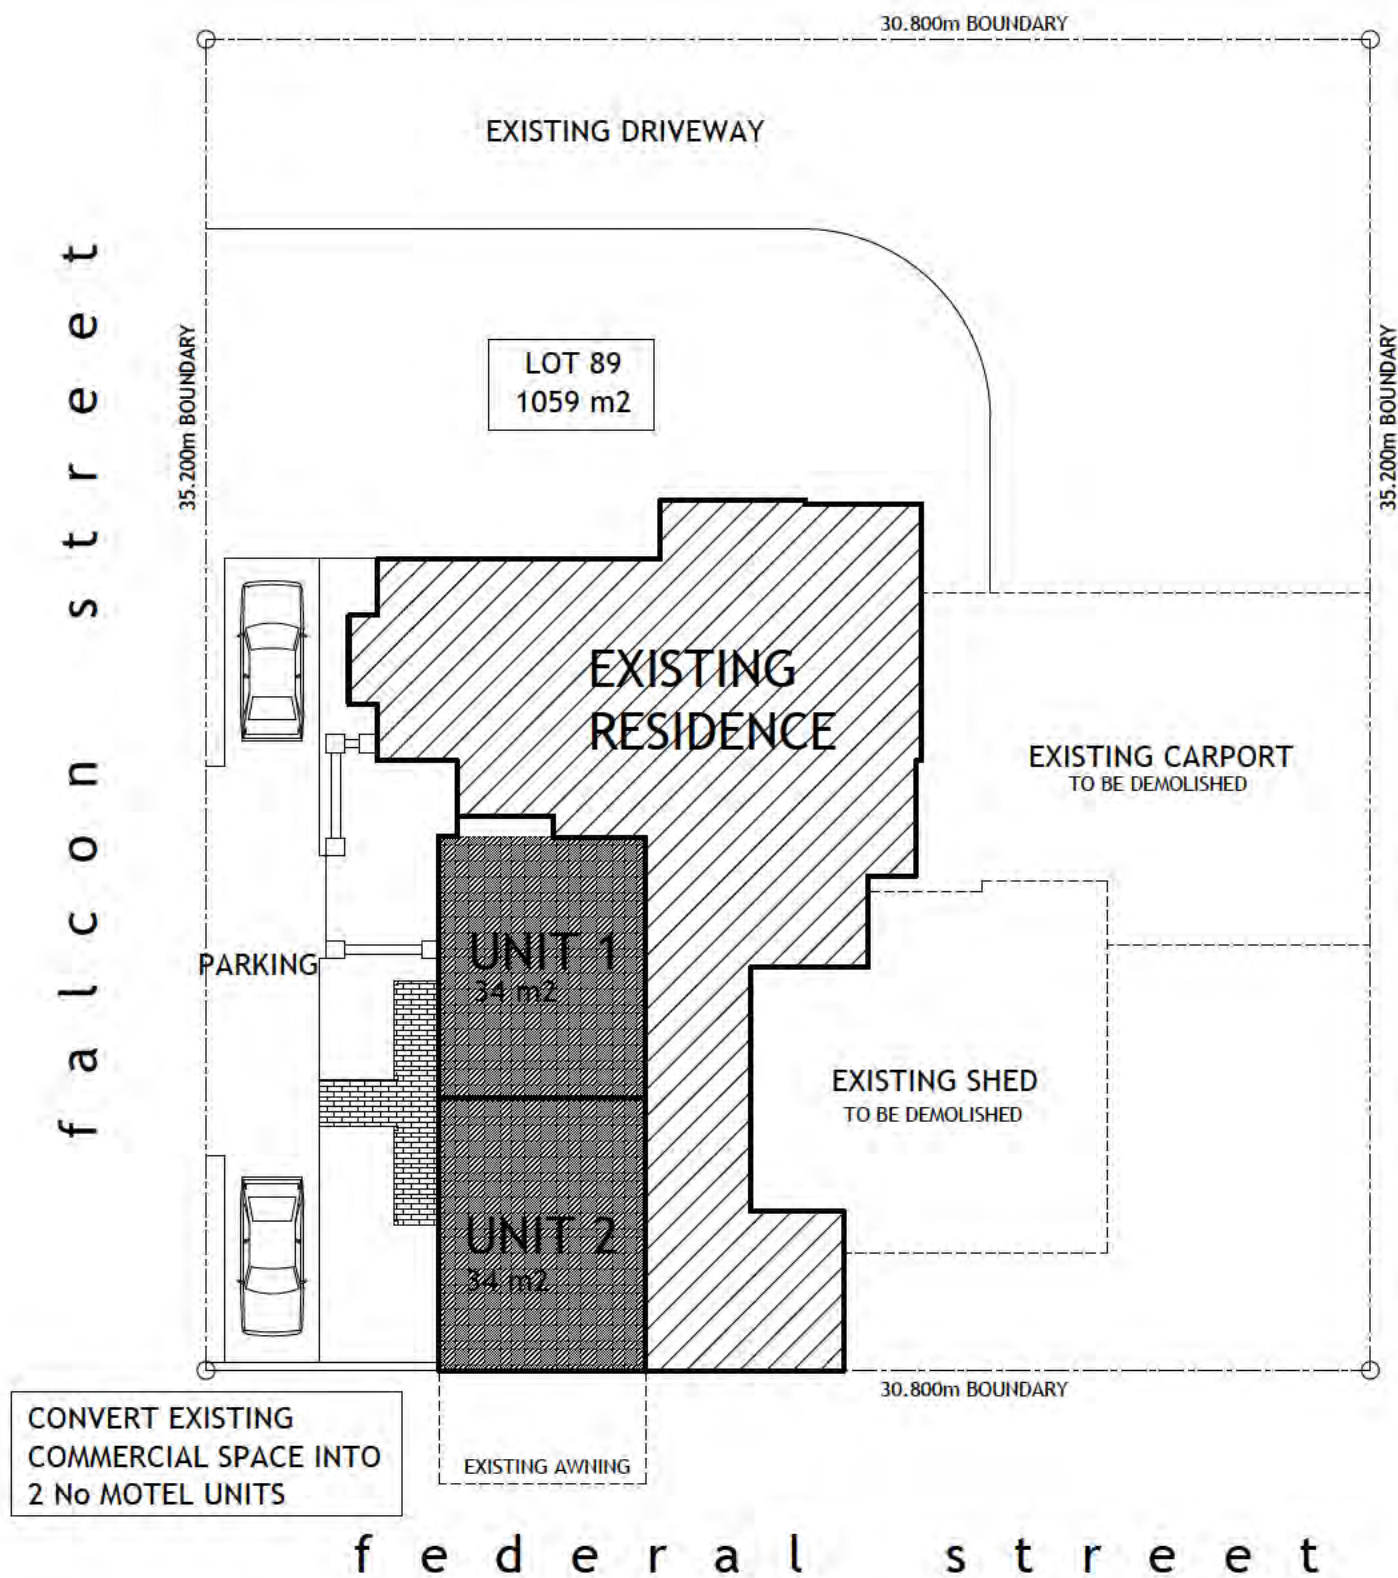 30.800m BOUNDARY
EXISTING DRIVEWAY
falcon street
35.200m BOUNDARY
LOT 89
1059 m2
35.200m BOUNDARY
EXISTING
RESIDENCE
EXISTING CARPORT
TO BE DEMOLISHED
PARKING
UNIT 1
34 m2
EXISTING SHED
TO BE DEMOLISHED
UNIT 2
34 m2
30.800m BOUNDARY
CONVERT EXISTING
COMMERCIAL SPACE INTO
2 No MOTEL UNITS
EXISTING AWNING
federal street